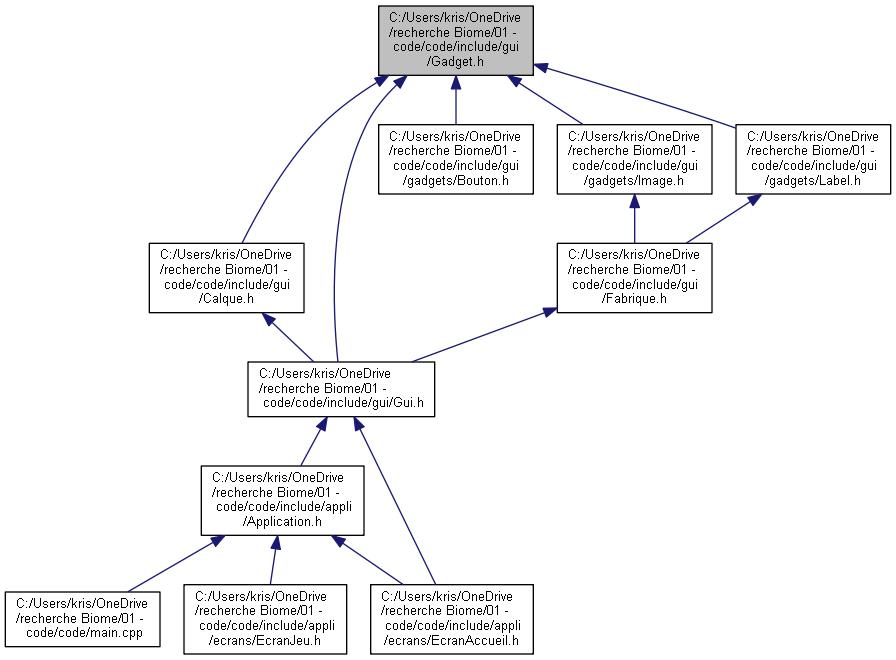 C:/Users/kris/OneDrive
/recherche Biome/01 -
code/code/include/gui
/Gadget.h
C:/Users/kris/OneDrive
/recherche Biome/01 -
code/code/include/gui
/gadgets/Bouton.h
C:/Users/kris/OneDrive
/recherche Biome/01 -
code/code/include/gui
/gadgets/Image.h
C:/Users/kris/OneDrive
/recherche Biome/01 -
code/code/include/gui
/gadgets/Label.h
C:/Users/kris/OneDrive
/recherche Biome/01 -
code/code/include/gui
/Calque.h
C:/Users/kris/OneDrive
/recherche Biome/01 -
code/code/include/gui
/Fabrique.h
C:/Users/kris/OneDrive
/recherche Biome/01 -
code/code/include/gui/Gui.h
C:/Users/kris/OneDrive
/recherche Biome/01 -
code/code/include/appli
/Application.h
C:/Users/kris/OneDrive
/recherche Biome/01 -
code/code/main.cpp
C:/Users/kris/OneDrive
/recherche Biome/01 -
code/code/include/appli
/ecrans/EcranJeu.h
C:/Users/kris/OneDrive
/recherche Biome/01 -
code/code/include/appli
/ecrans/EcranAccueil.h